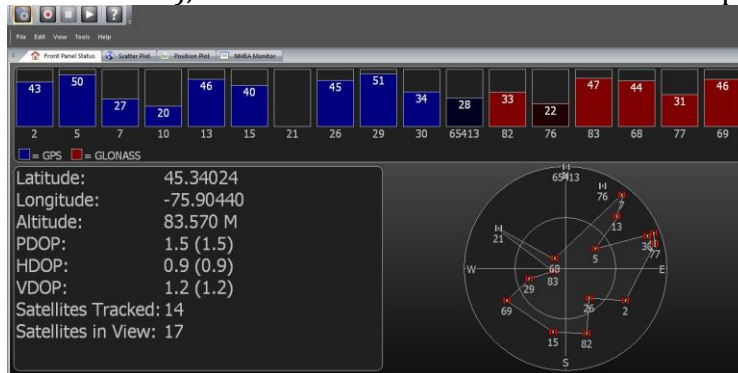 File Edit View Tools Help
Front Panel Status Scatter Plot Position Plot NMEA Monitor
43 50 27 20 46 40 45 51 34 28 33 22 47 44 31 46
2 5 7 10 13 15 21 26 29 30 65413 82 76 83 68 77 69
= GPS = GLONASS
Latitude: 45.34024
Longitude: -75.90440
Altitude: 83.570 M
PDOP: 1.5 (1.5)
HDOP: 0.9 (0.9)
VDOP: 1.2 (1.2)
Satellites Tracked: 14
Satellites in View: 17
65413
76
7
13
21
5
30
77
W
68
E
83
29
69
26
2
15
82
S